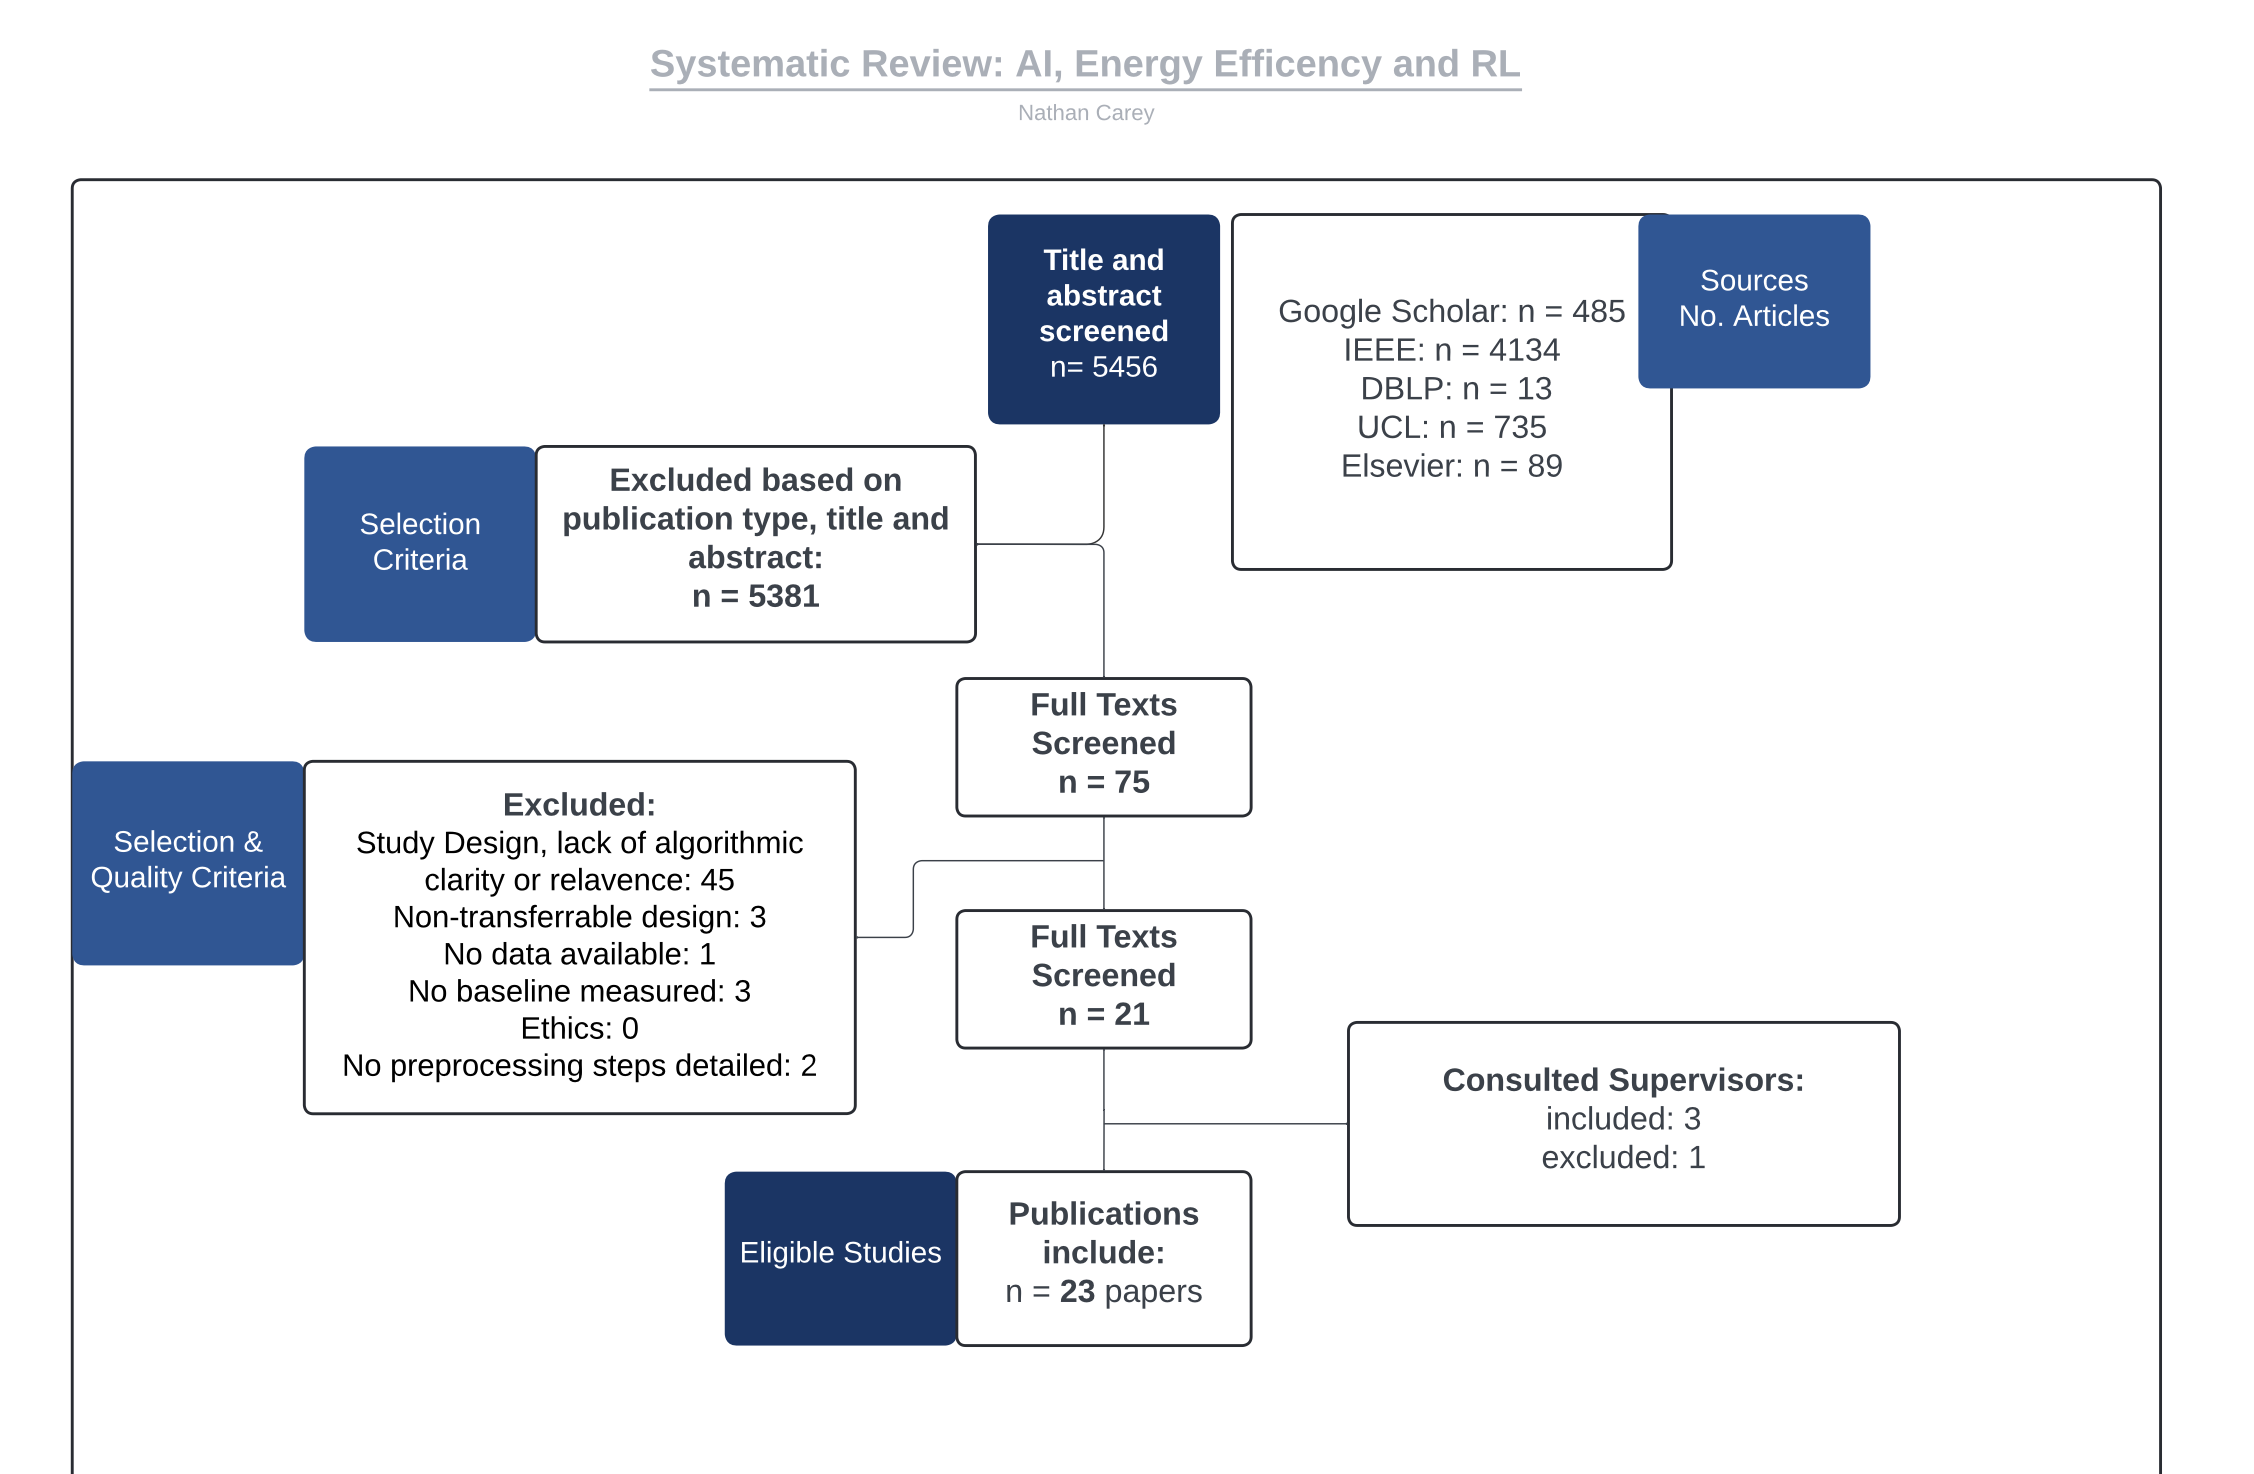 Systematic Review: AI, Energy Efficency and RL
Nathan Carey
Title and
abstract
screened
n= 5456
Google Scholar: n = 485
IEEE: n = 4134
DBLP: n = 13
UCL: n = 735
Elsevier: n = 89
Sources
No. Articles
Selection
Criteria
Excluded based on
publication type, title and
abstract:
n = 5381
Full Texts
Screened
n = 75
Selection &
Quality Criteria
Excluded:
Study Design, lack of algorithmic
clarity or relavence: 45
Non-transferrable design: 3
No data available: 1
No baseline measured: 3
Ethics: 0
No preprocessing steps detailed: 2
Full Texts
Screened
n = 21
Consulted Supervisors:
included: 3
excluded: 1
Eligible Studies
Publications
include:
n = 23 papers